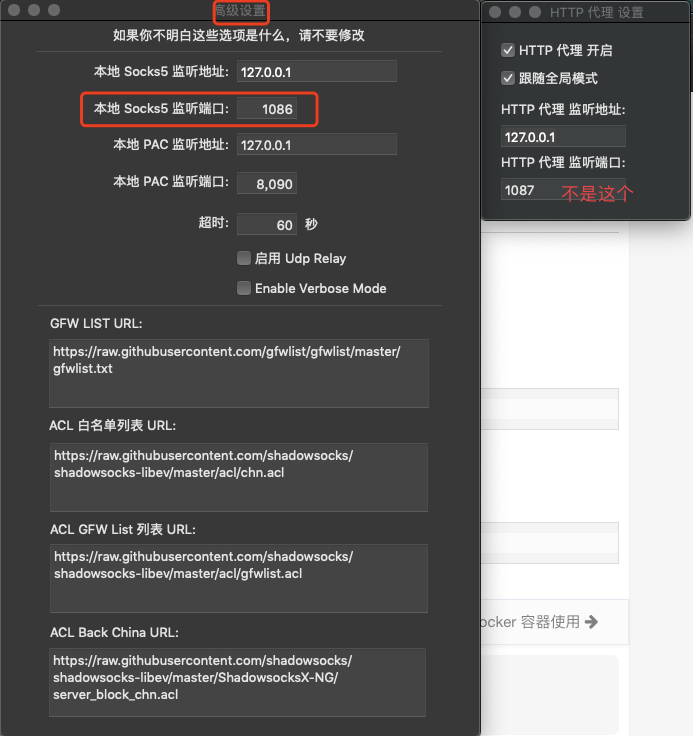 高级设置
如果你不明白这些选项是什么，请不要修改
本地 Socks5 监听地址: 127.0.0.1
本地 Socks5 监听端口: 1086
本地 PAC 监听地址: 127.0.0.1
本地 PAC 监听端口: 8,090
超时: 60 秒
启用 Udp Relay
Enable Verbose Mode
GFW LIST URL:
https://raw.githubusercontent.com/gfwlist/gfwlist/master/
gfwlist.txt
ACL 白名单列表 URL:
https://raw.githubusercontent.com/shadowsocks/
shadowsocks-libev/master/acl/chn.acl
ACL GFW List 列表 URL:
https://raw.githubusercontent.com/shadowsocks/
shadowsocks-libev/master/acl/gfwlist.acl
ACL Back China URL:
https://raw.githubusercontent.com/shadowsocks/
shadowsocks-libev/master/ShadowsocksX-NG/
server_block_chn.acl
HTTP 代理 设置
HTTP 代理 开启
跟随全局模式
HTTP 代理 监听地址:
127.0.0.1
HTTP 代理 监听端口:
1087 不是这个
ocker 容器使用 →